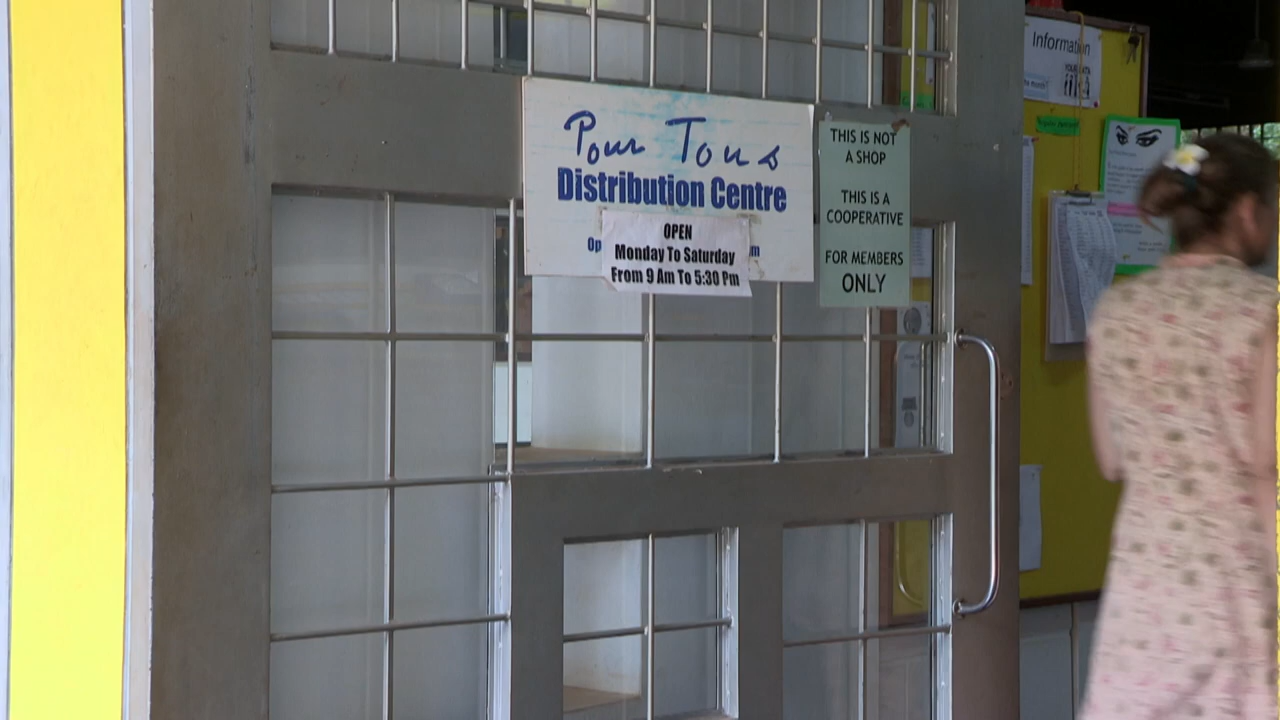 Pour Tous
Distribution Centre
Op
OPEN
Monday To Saturday
From 9 Am To 5:30 Pm
THIS IS NOT
A SHOP
THIS IS A
COOPERATIVE
FOR MEMBERS
ONLY
Information